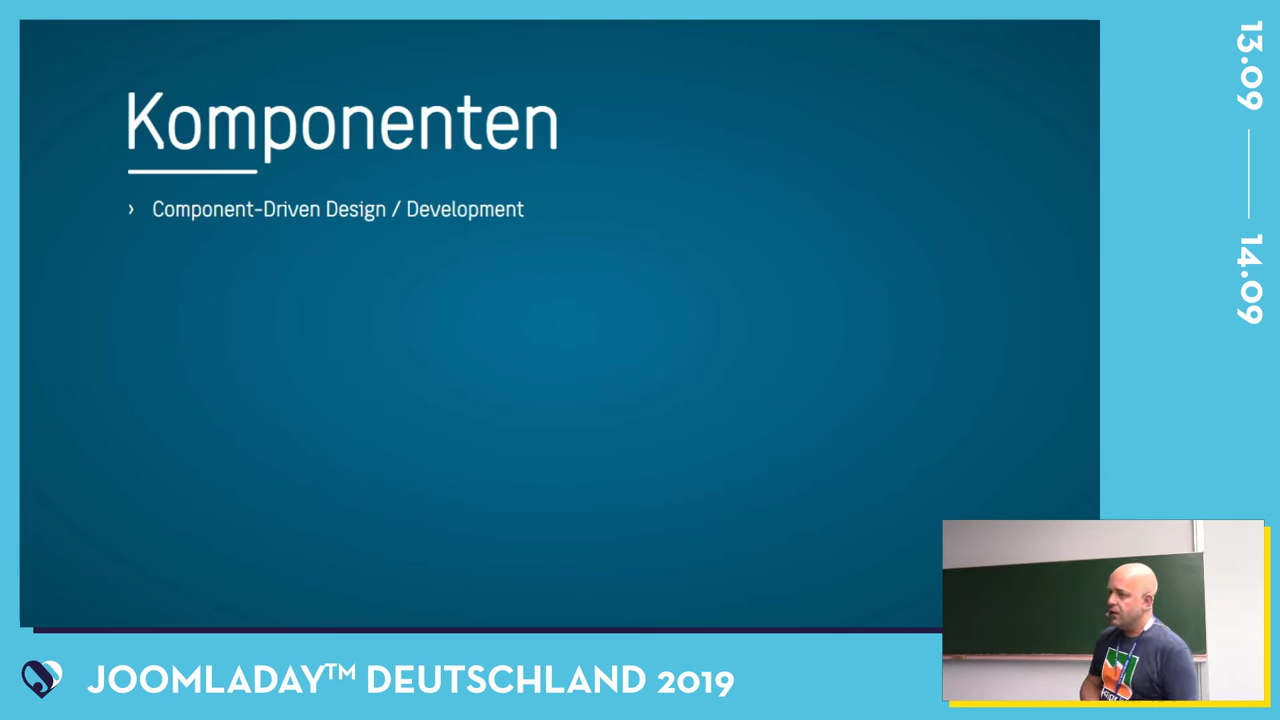 Komponenten
› Component-Driven Design / Development
13.09
14.09
JOOMLADAY™ DEUTSCHLAND 2019